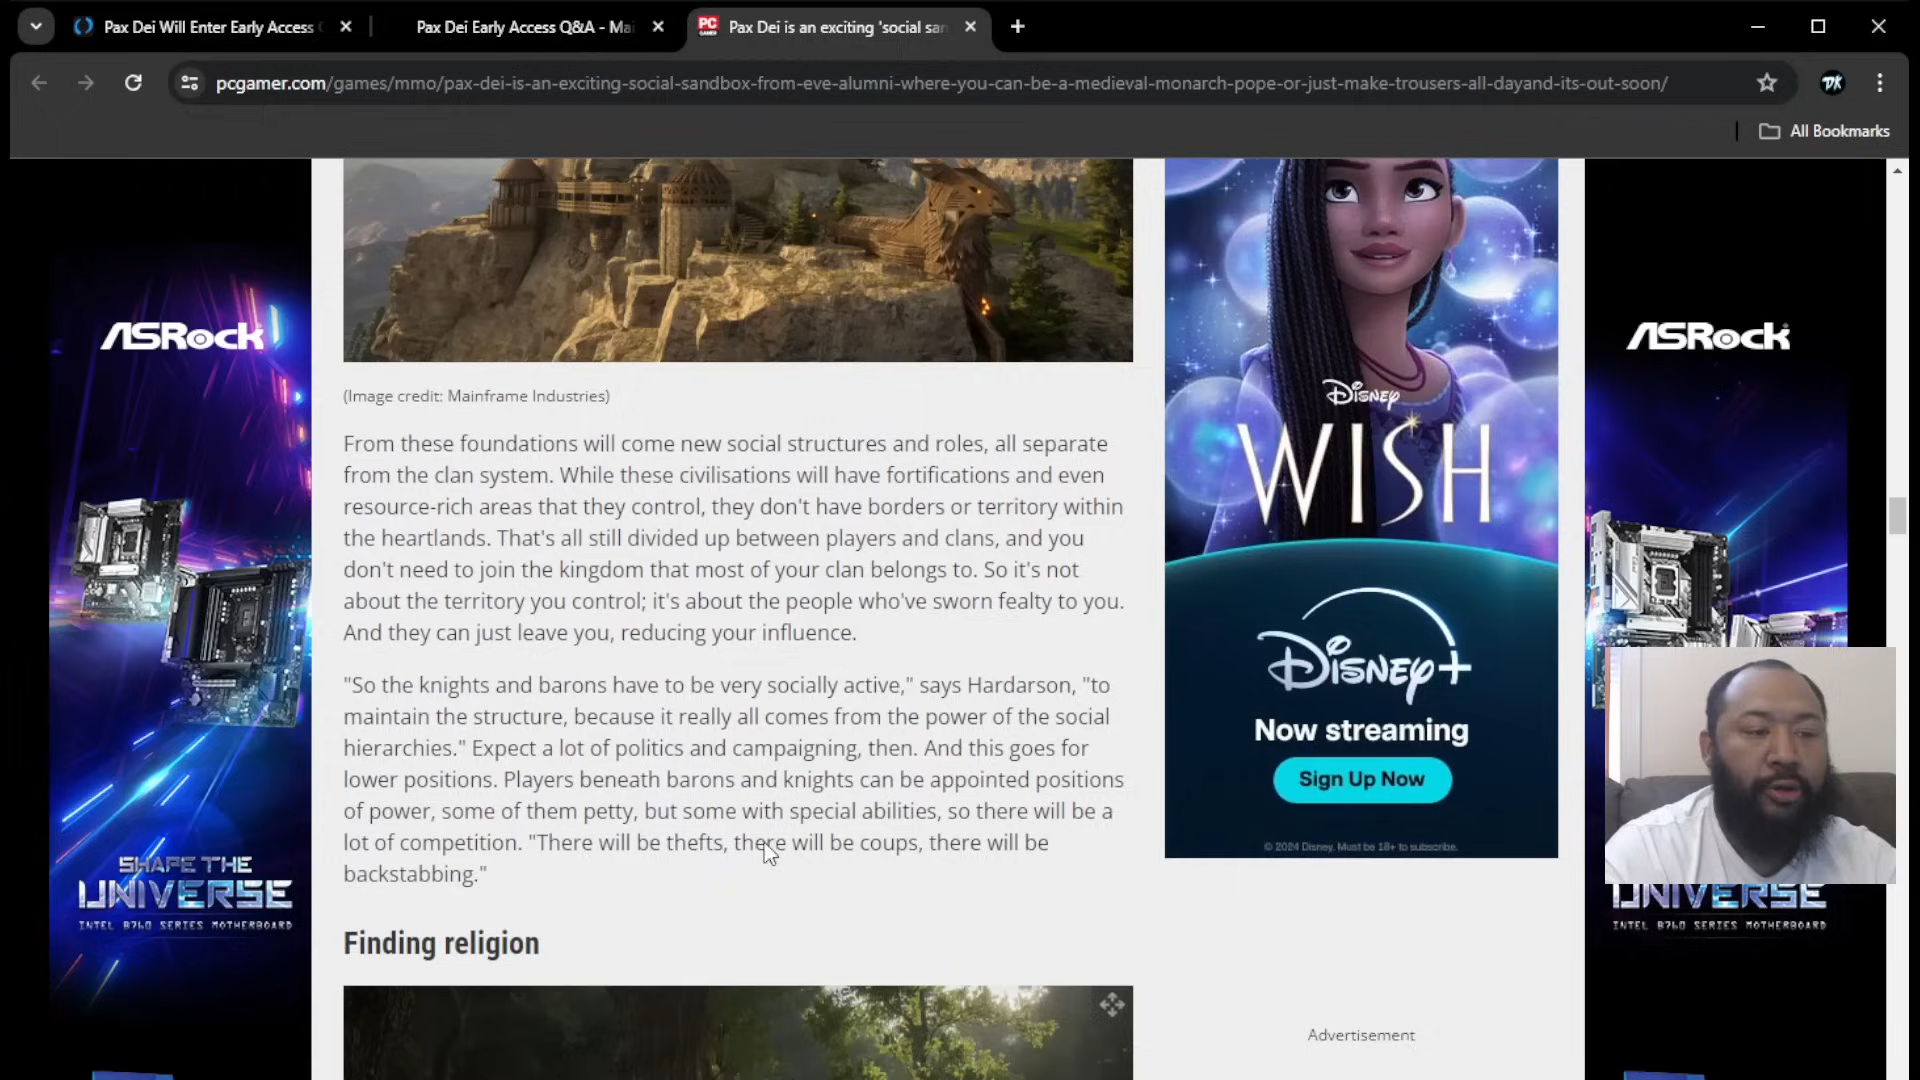 Pax Dei Will Enter Early Access
Pax Dei Early Access Q&A - Mai
PC
GAMER
Pax Dei is an exciting 'social san
pcgamer.com/games/mmo/pax-dei-is-an-exciting-social-sandbox-from-eve-alumni-where-you-can-be-a-medieval-monarch-pope-or-just-make-trousers-all-dayand-its-out-soon/
DK
All Bookmarks
ASRock
SHAPE THE
UNIVERSE
INTEL B760 SERIES MOTHERBOARD
(Image credit: Mainframe Industries)
From these foundations will come new social structures and roles, all separate
from the clan system. While these civilisations will have fortifications and even
resource-rich areas that they control, they don't have borders or territory within
the heartlands. That's all still divided up between players and clans, and you
don't need to join the kingdom that most of your clan belongs to. So it's not
about the territory you control; it's about the people who've sworn fealty to you.
And they can just leave you, reducing your influence.
"So the knights and barons have to be very socially active," says Hardarson, "to
maintain the structure, because it really all comes from the power of the social
hierarchies." Expect a lot of politics and campaigning, then. And this goes for
lower positions. Players beneath barons and knights can be appointed positions
of power, some of them petty, but some with special abilities, so there will be a
lot of competition. "There will be thefts, there will be coups, there will be
backstabbing."
Finding religion
Disney
WISH
Disney+
Now streaming
Sign Up Now
© 2024 Disney. Must be 18+ to subscribe.
Advertisement
ASRock
UNIVERSE
INTEL B760 SERIES MOTHERBOARD